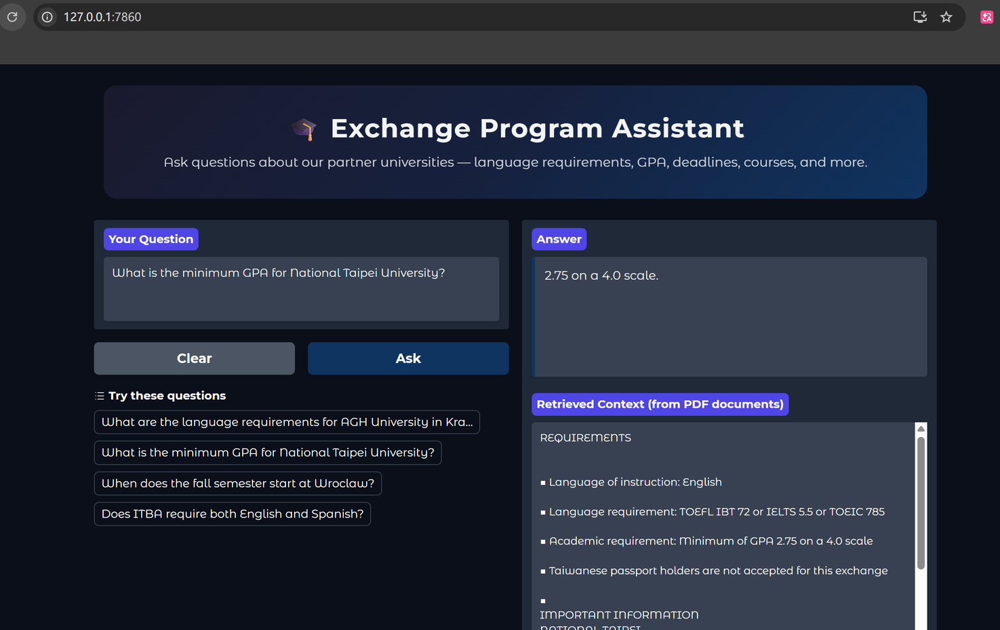 127.0.0.1:7860
Exchange Program Assistant
Ask questions about our partner universities — language requirements, GPA, deadlines, courses, and more.
Your Question
What is the minimum GPA for National Taipei University?
Clear
Ask
Try these questions
What are the language requirements for AGH University in Kra...
What is the minimum GPA for National Taipei University?
When does the fall semester start at Wroclaw?
Does ITBA require both English and Spanish?
Answer
2.75 on a 4.0 scale.
Retrieved Context (from PDF documents)
REQUIREMENTS
▪ Language of instruction: English
▪ Language requirement: TOEFL IBT 72 or IELTS 5.5 or TOEIC 785
▪ Academic requirement: Minimum of GPA 2.75 on a 4.0 scale
▪ Taiwanese passport holders are not accepted for this exchange
▪
IMPORTANT INFORMATION
NATIONAL TAIPEI